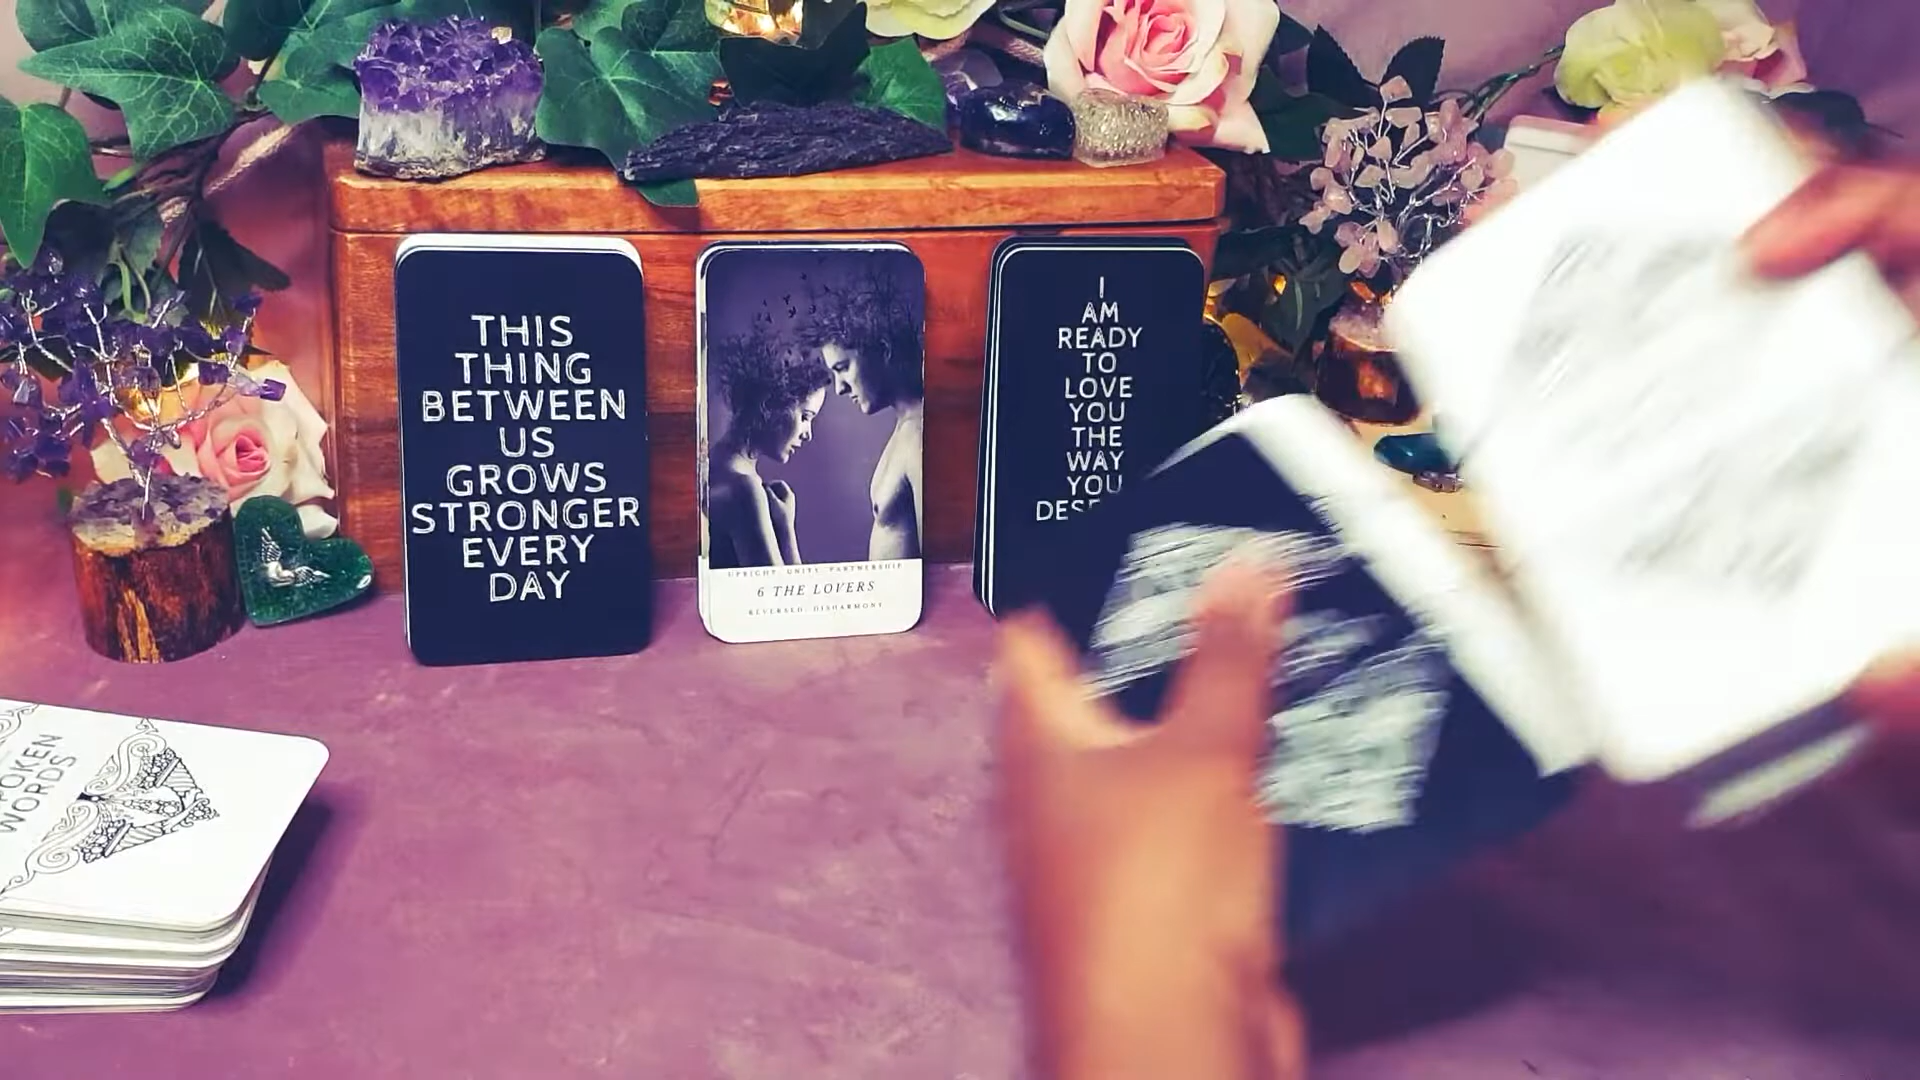 THIS
THING
BETWEEN
US
GROWS
STRONGER
EVERY
DAY
UPRIGHT: UNITY, PARTNERSHIP
6 THE LOVERS
REVERSED: DISHARMONY
I
AM
READY
TO
LOVE
YOU
THE
WAY
YOU
WORDS